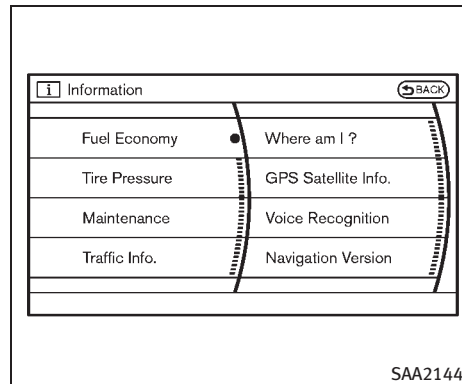 i Information
BACK
Fuel Economy
Where am I ?
Tire Pressure
GPS Satellite Info.
Maintenance
Voice Recognition
Traffic Info.
Navigation Version
SAA2144